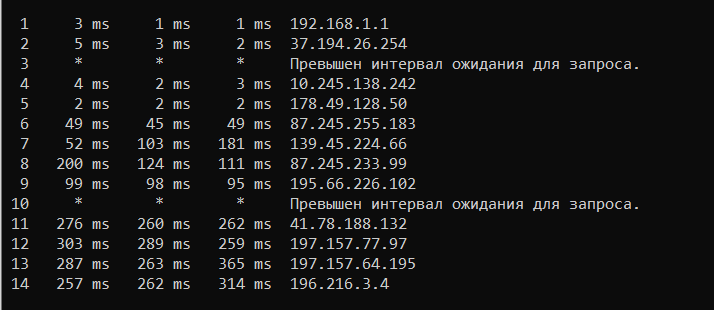 1 3 ms 1 ms 1 ms 192.168.1.1
2 5 ms 3 ms 2 ms 37.194.26.254
3 * * * Превышен интервал ожидания для запроса.
4 4 ms 2 ms 3 ms 10.245.138.242
5 2 ms 2 ms 2 ms 178.49.128.50
6 49 ms 45 ms 49 ms 87.245.255.183
7 52 ms 103 ms 181 ms 139.45.224.66
8 200 ms 124 ms 111 ms 87.245.233.99
9 99 ms 98 ms 95 ms 195.66.226.102
10 * * * Превышен интервал ожидания для запроса.
11 276 ms 260 ms 262 ms 41.78.188.132
12 303 ms 289 ms 259 ms 197.157.77.97
13 287 ms 263 ms 365 ms 197.157.64.195
14 257 ms 262 ms 314 ms 196.216.3.4